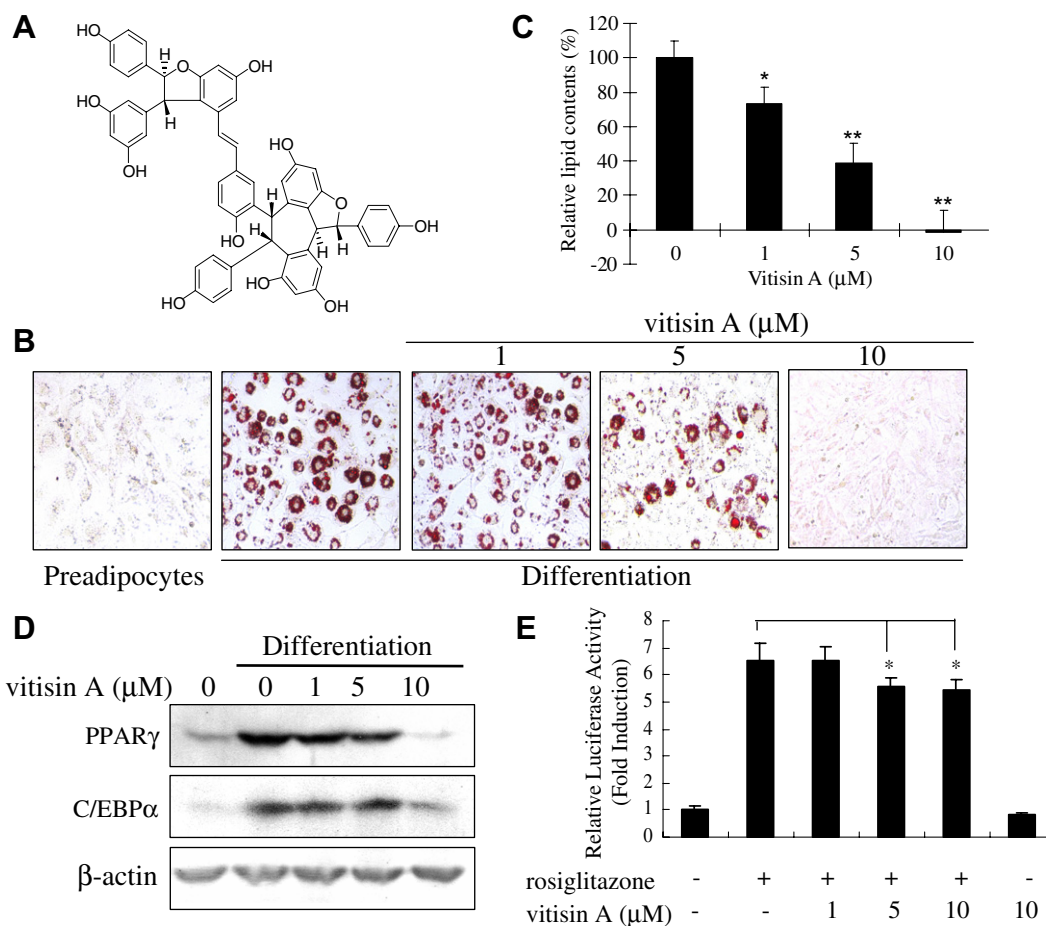 A
HO
H
O
OH
HO
H
OH
HO
O
H
H
HO
H
H
OH
HO
HO
OH
C
Relative lipid contents (%)
120
100
80
60
40
20
0
-20
*
**
**
0 1 5 10
Vitisin A (μM)
B
vitisin A (μM)
1 5 10
Preadipocytes
Differentiation
D
Differentiation
vitisin A (μM) 0 0 1 5 10
PPARγ
C/EBPα
β-actin
E
Relative Luciferase Activity
(Fold Induction)
8
7
6
5
4
3
2
1
0
* *
rosiglitazone - + + + + -
vitisin A (μM) - - 1 5 10 10